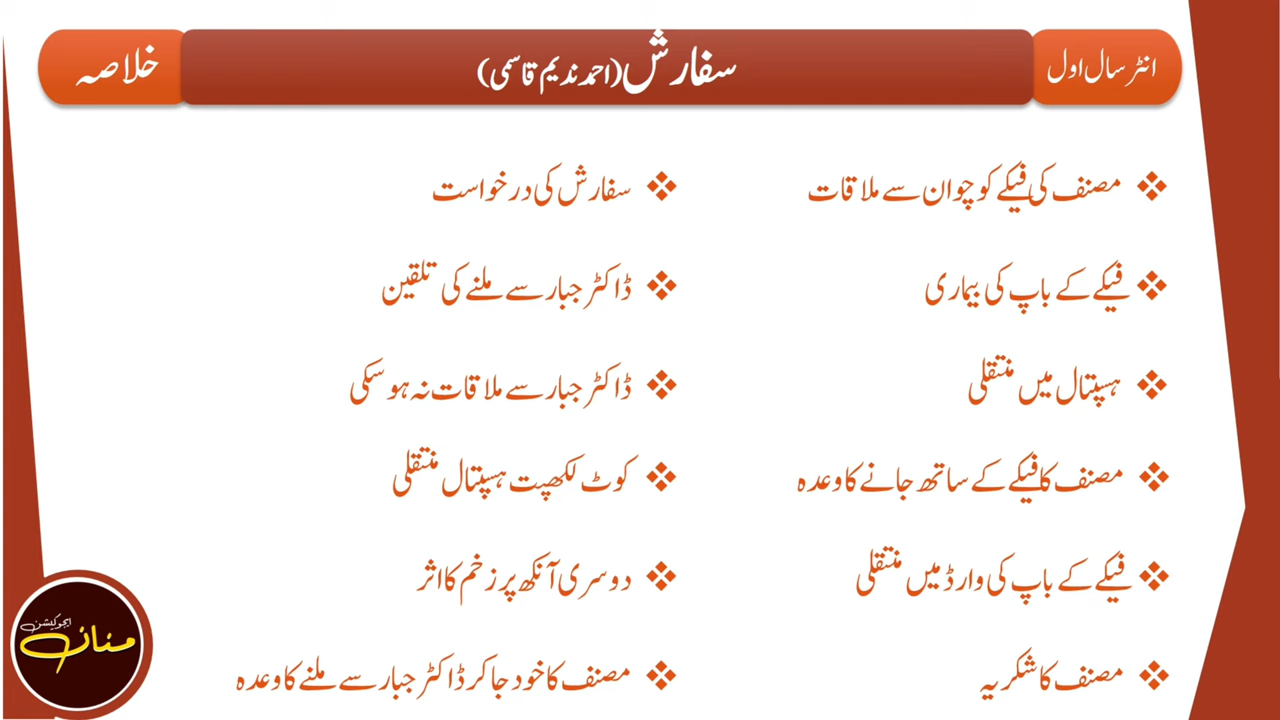 انٹر سال اول
سفارش (احمد ندیم قاسمی)
خلاصہ
مصنف کی فیکے کوچوان سے ملاقات
فیکے کے باپ کی بیماری
ہسپتال میں منتقلی
مصنف کا فیکے کے ساتھ جانے کا وعدہ
فیکے کے باپ کی وارڈ میں منتقلی
مصنف کا شکریہ
سفارش کی درخواست
ڈاکٹر جبار سے ملنے کی تلقین
ڈاکٹر جبار سے ملاقات نہ ہو سکی
کوٹ لکھپت ہسپتال منتقلی
دوسری آنکھ پر زخم کا اثر
مصنف کا خود جا کر ڈاکٹر جبار سے ملنے کا وعدہ
منان ایجوکیشن